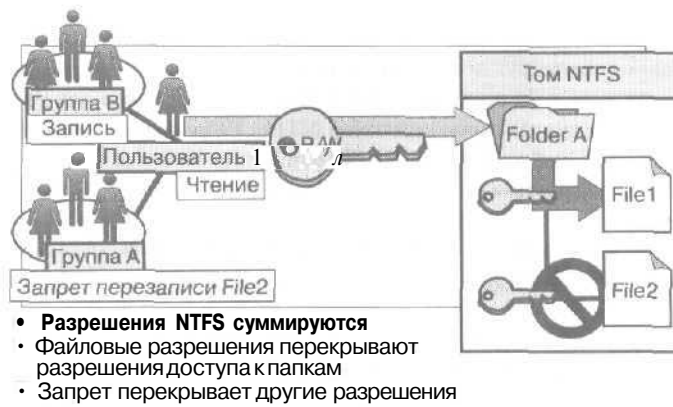 Группа B
Запись
Пользователь 1
Чтение
Группа A
Запрет перезаписи File2
Том NTFS
Folder A
File1
File2
• Разрешения NTFS суммируются
· Файловые разрешения перекрывают
разрешения доступа к папкам
· Запрет перекрывает другие разрешения